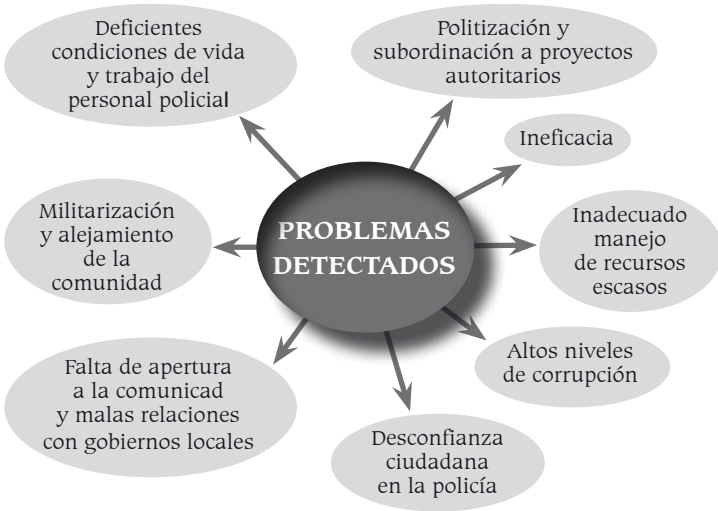 Deficientes
condiciones de vida
y trabajo del
personal policial
Politización y
subordinación a proyectos
autoritarios
Ineficacia
PROBLEMAS
DETECTADOS
Militarización
y alejamiento
de la
comunidad
Inadecuado
manejo
de recursos
escasos
Altos niveles
de corrupción
Falta de apertura
a la comunicad
y malas relaciones
con gobiernos locales
Desconfianza
ciudadana
en la policía